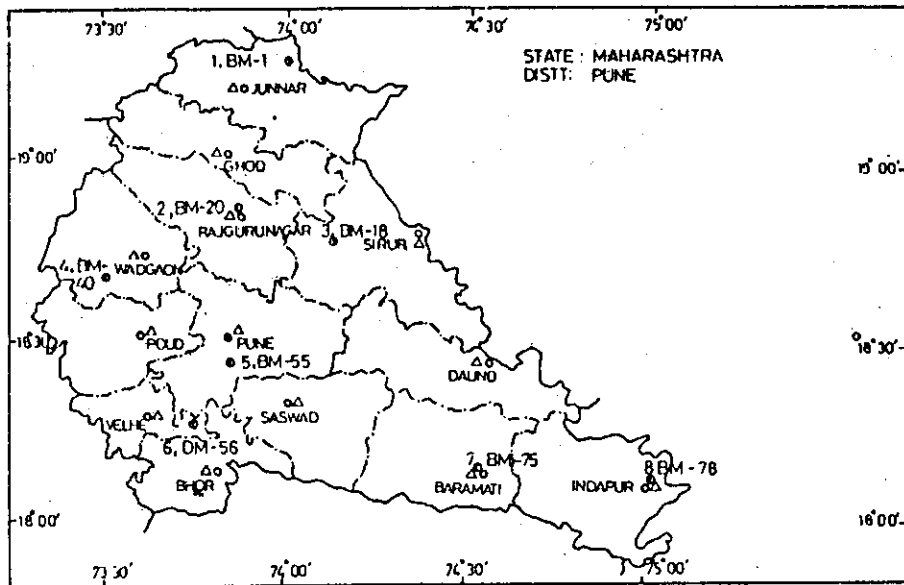 73°30' 74°00' 74°30' 75°00'
STATE : MAHARASHTRA
DISTT: PUNE
1, BM-1
JUNNAR
19°00' 19°00'
GHOD
2, BM-20
RAJGURUNAGAR
3, BM-18
SIRUR
4, BM-
40
WADGAON
18°30' 18°30'
POUD
PUNE
5, BM-55
DAUND
VELHE
SASWAD
6, DM-56
BHOR
7, BM-75
BARAMATI
8 BM-78
INDAPUR
18°00' 18°00'
73°30' 74°00' 74°30' 75°00'